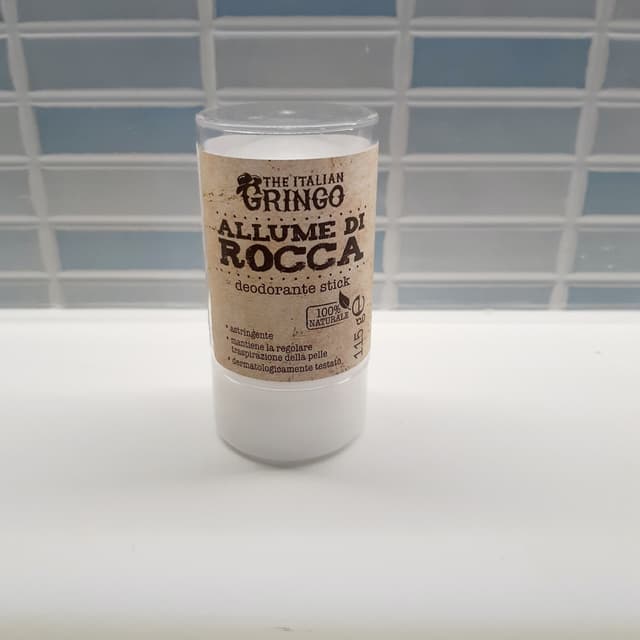 THE ITALIAN
GRINGO
ALLUME DI
ROCCA
deodorante stick
100%
NATURALE
115 g e
• astringente
• mantiene la regolare
traspirazione della pelle
• dermatologicamente testato